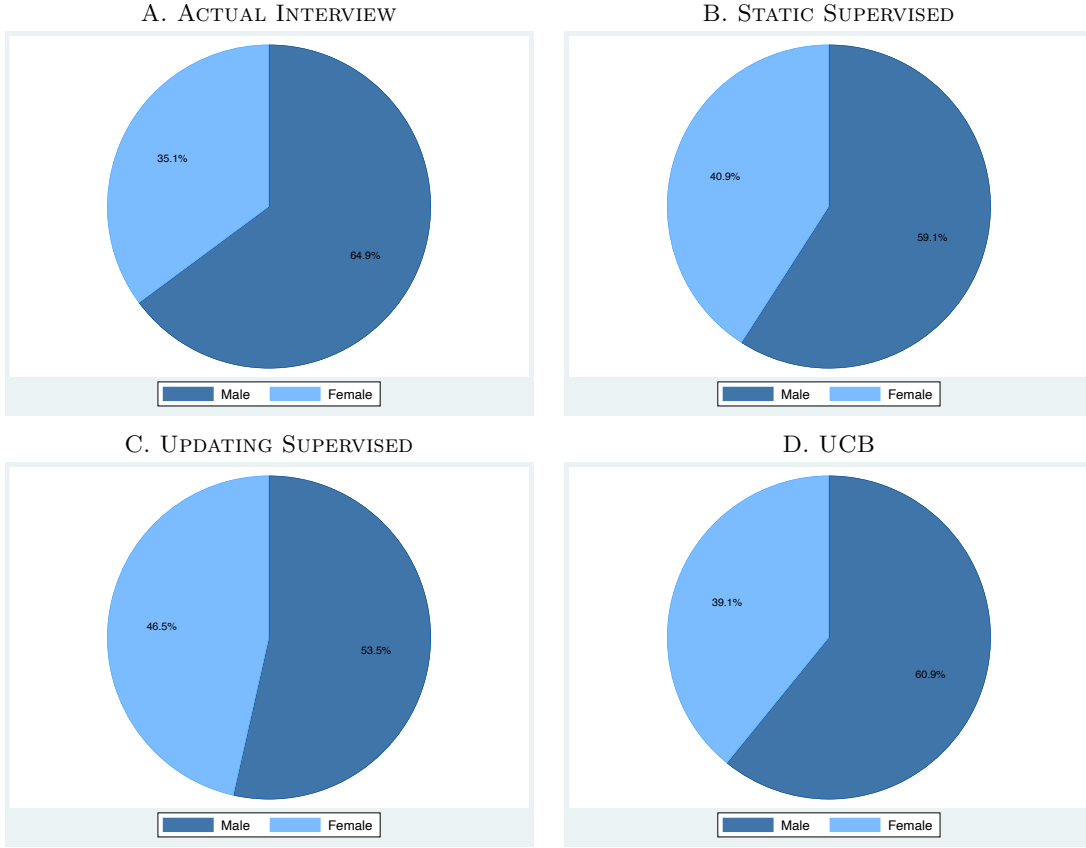 A. Actual Interview
35.1%
64.9%
Male Female
B. Static Supervised
40.9%
59.1%
Male Female
C. Updating Supervised
46.5%
53.5%
Male Female
D. UCB
39.1%
60.9%
Male Female